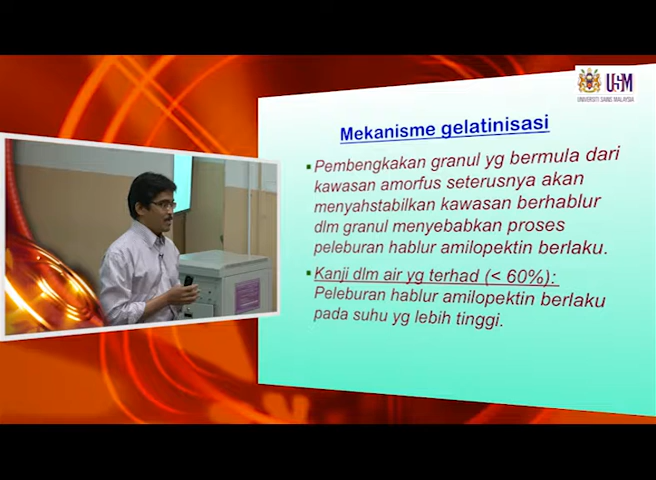 USM
UNIVERSITI SAINS MALAYSIA
Mekanisme gelatinisasi
Pembengkakan granul yg bermula dari
kawasan amorfus seterusnya akan
menyahstabilkan kawasan berhablur
dlm granul menyebabkan proses
peleburan hablur amilopektin berlaku.
Kanji dlm air yg terhad (< 60%):
Peleburan hablur amilopektin berlaku
pada suhu yg lebih tinggi.